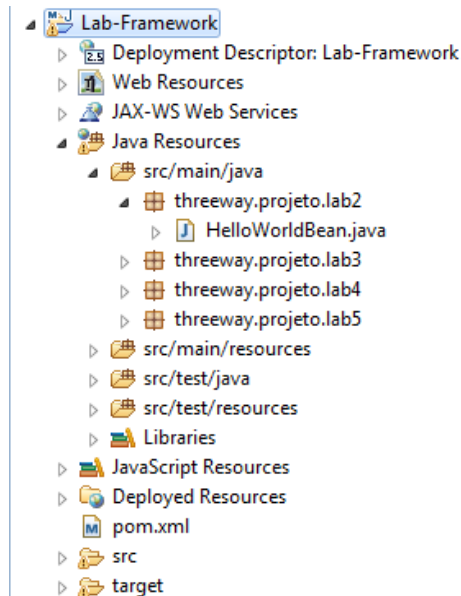 Lab-Framework
2.5 Deployment Descriptor: Lab-Framework
Web Resources
JAX-WS Web Services
Java Resources
src/main/java
threeway.projeto.lab2
J HelloWorldBean.java
threeway.projeto.lab3
threeway.projeto.lab4
threeway.projeto.lab5
src/main/resources
src/test/java
src/test/resources
Libraries
JavaScript Resources
Deployed Resources
M pom.xml
src
target